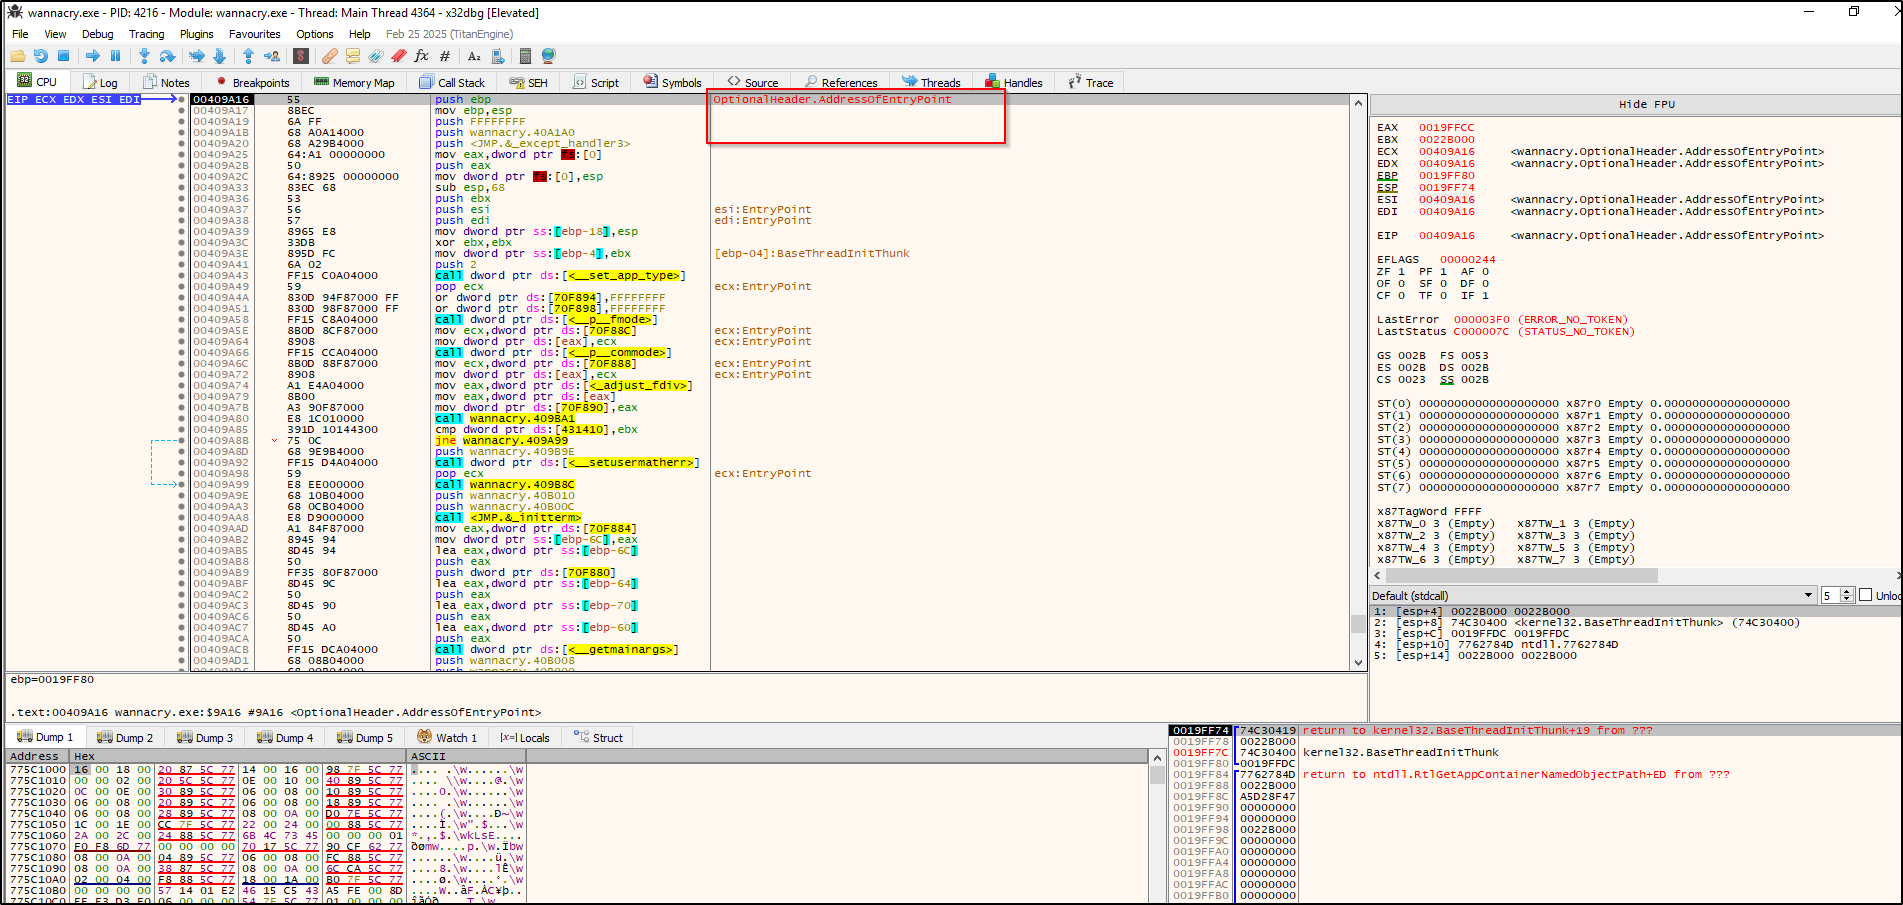 wannacry.exe - PID: 4216 - Module: wannacry.exe - Thread: Main Thread 4364 - x32dbg [Elevated]
File View Debug Tracing Plugins Favourites Options Help Feb 25 2025 (TitanEngine)
CPU Log Notes Breakpoints Memory Map Call Stack SEH Script Symbols Source References Threads Handles Trace
EIP ECX EDX ESI EDI
00409A16 55 push ebp OptionalHeader.AddressOfEntryPoint
00409A17 8BEC mov ebp,esp
00409A19 6A FF push FFFFFFFF
00409A1B 68 A0A14000 push wannacry.40A1A0
00409A20 68 A29B4000 push <JMP.&_except_handler3>
00409A25 64:A1 00000000 mov eax,dword ptr fs:[0]
00409A2B 50 push eax
00409A2C 64:8925 00000000 mov dword ptr fs:[0],esp
00409A33 83EC 68 sub esp,68
00409A36 53 push ebx
00409A37 56 push esi esi:EntryPoint
00409A38 57 push edi edi:EntryPoint
00409A39 8965 E8 mov dword ptr ss:[ebp-18],esp
00409A3C 33DB xor ebx,ebx
00409A3E 895D FC mov dword ptr ss:[ebp-4],ebx [ebp-04]:BaseThreadInitThunk
00409A41 6A 02 push 2
00409A43 FF15 C0A04000 call dword ptr ds:[<__set_app_type>]
00409A49 59 pop ecx ecx:EntryPoint
00409A4A 830D 94F87000 FF or dword ptr ds:[70F894],FFFFFFFF
00409A51 830D 98F87000 FF or dword ptr ds:[70F898],FFFFFFFF
00409A58 FF15 C8A04000 call dword ptr ds:[<__p__fmode>]
00409A5E 8B0D 8CF87000 mov ecx,dword ptr ds:[70F88C] ecx:EntryPoint
00409A64 8908 mov dword ptr ds:[eax],ecx ecx:EntryPoint
00409A66 FF15 CCA04000 call dword ptr ds:[<__p__commode>]
00409A6C 8B0D 88F87000 mov ecx,dword ptr ds:[70F888] ecx:EntryPoint
00409A72 8908 mov dword ptr ds:[eax],ecx ecx:EntryPoint
00409A74 A1 E4A04000 mov eax,dword ptr ds:[<_adjust_fdiv>]
00409A79 8B00 mov eax,dword ptr ds:[eax]
00409A7B A3 90F87000 mov dword ptr ds:[70F890],eax
00409A80 E8 1C010000 call wannacry.409BA1
00409A85 391D 10144300 cmp dword ptr ds:[431410],ebx
00409A8B 75 0C jne wannacry.409A99
00409A8D 68 9E9B4000 push wannacry.409B9E
00409A92 FF15 D4A04000 call dword ptr ds:[<__setusermatherr>]
00409A98 59 pop ecx ecx:EntryPoint
00409A99 E8 EE000000 call wannacry.409B8C
00409A9E 68 10B04000 push wannacry.40B010
00409AA3 68 0CB04000 push wannacry.40B00C
00409AA8 E8 D9000000 call <JMP.&_initterm>
00409AAD A1 84F87000 mov eax,dword ptr ds:[70F884]
00409AB2 8945 94 mov dword ptr ss:[ebp-6C],eax
00409AB5 8D45 94 lea eax,dword ptr ss:[ebp-6C]
00409AB8 50 push eax
00409AB9 FF35 80F87000 push dword ptr ds:[70F880]
00409ABF 8D45 9C lea eax,dword ptr ss:[ebp-64]
00409AC2 50 push eax
00409AC3 8D45 90 lea eax,dword ptr ss:[ebp-70]
00409AC6 50 push eax
00409AC7 8D45 A0 lea eax,dword ptr ss:[ebp-60]
00409ACA 50 push eax
00409ACB FF15 DCA04000 call dword ptr ds:[<__getmainargs>]
00409AD1 68 08B04000 push wannacry.40B008
ebp=0019FF80
.text:00409A16 wannacry.exe:$9A16 #9A16 <OptionalHeader.AddressOfEntryPoint>
Hide FPU
EAX 0019FFCC
EBX 0022B000
ECX 00409A16 <wannacry.OptionalHeader.AddressOfEntryPoint>
EDX 00409A16 <wannacry.OptionalHeader.AddressOfEntryPoint>
EBP 0019FF80
ESP 0019FF74
ESI 00409A16 <wannacry.OptionalHeader.AddressOfEntryPoint>
EDI 00409A16 <wannacry.OptionalHeader.AddressOfEntryPoint>
EIP 00409A16 <wannacry.OptionalHeader.AddressOfEntryPoint>
EFLAGS 00000244
ZF 1 PF 1 AF 0
OF 0 SF 0 DF 0
CF 0 TF 0 IF 1
LastError 000003F0 (ERROR_NO_TOKEN)
LastStatus C000007C (STATUS_NO_TOKEN)
GS 002B FS 0053
ES 002B DS 002B
CS 0023 SS 002B
ST(0) 00000000000000000000 x87r0 Empty 0.000000000000000000
ST(1) 00000000000000000000 x87r1 Empty 0.000000000000000000
ST(2) 00000000000000000000 x87r2 Empty 0.000000000000000000
ST(3) 00000000000000000000 x87r3 Empty 0.000000000000000000
ST(4) 00000000000000000000 x87r4 Empty 0.000000000000000000
ST(5) 00000000000000000000 x87r5 Empty 0.000000000000000000
ST(6) 00000000000000000000 x87r6 Empty 0.000000000000000000
ST(7) 00000000000000000000 x87r7 Empty 0.000000000000000000
x87TagWord FFFF
x87TW_0 3 (Empty) x87TW_1 3 (Empty)
x87TW_2 3 (Empty) x87TW_3 3 (Empty)
x87TW_4 3 (Empty) x87TW_5 3 (Empty)
x87TW_6 3 (Empty) x87TW_7 3 (Empty)
Default (stdcall) 5 Unloc
1: [esp+4] 0022B000 0022B000
2: [esp+8] 74C30400 <kernel32.BaseThreadInitThunk> (74C30400)
3: [esp+C] 0019FFDC 0019FFDC
4: [esp+10] 7762784D ntdll.7762784D
5: [esp+14] 0022B000 0022B000
Dump 1 Dump 2 Dump 3 Dump 4 Dump 5 Watch 1 [x=] Locals Struct
Address Hex ASCII
775C1000 16 00 18 00 20 87 5C 77 14 00 16 00 98 7F 5C 77
775C1010 00 00 02 00 20 5C 5C 77 0E 00 10 00 40 89 5C 77
775C1020 0C 00 0E 00 30 89 5C 77 06 00 08 00 10 89 5C 77
775C1030 06 00 08 00 20 89 5C 77 06 00 08 00 18 89 5C 77
775C1040 06 00 08 00 28 89 5C 77 08 00 0A 00 D0 7E 5C 77
775C1050 1C 00 1E 00 CC 7F 5C 77 22 00 24 00 00 88 5C 77
775C1060 2A 00 2C 00 24 88 5C 77 6B 4C 73 45 00 00 00 01
775C1070 F0 F8 6D 77 00 00 00 00 70 17 5C 77 90 CF 62 77
775C1080 08 00 0A 00 04 89 5C 77 06 00 08 00 FC 88 5C 77
775C1090 08 00 0A 00 38 87 5C 77 08 00 0A 00 6C CA 5C 77
775C10A0 02 00 04 00 F8 88 5C 77 18 00 1A 00 B0 7F 5C 77
775C10B0 00 00 00 00 57 14 01 E2 46 15 C5 43 A5 FE 00 8D
0019FF74 74C30419 return to kernel32.BaseThreadInitThunk+19 from ???
0019FF78 0022B000
0019FF7C 74C30400 kernel32.BaseThreadInitThunk
0019FF80 0019FFDC
0019FF84 7762784D return to ntdll.RtlGetAppContainerNamedObjectPath+ED from ???
0019FF88 0022B000
0019FF8C A5D28F47
0019FF90 00000000
0019FF94 00000000
0019FF98 0022B000
0019FF9C 00000000
0019FFA0 00000000
0019FFA4 00000000
0019FFA8 00000000
0019FFAC 00000000
0019FFB0 00000000